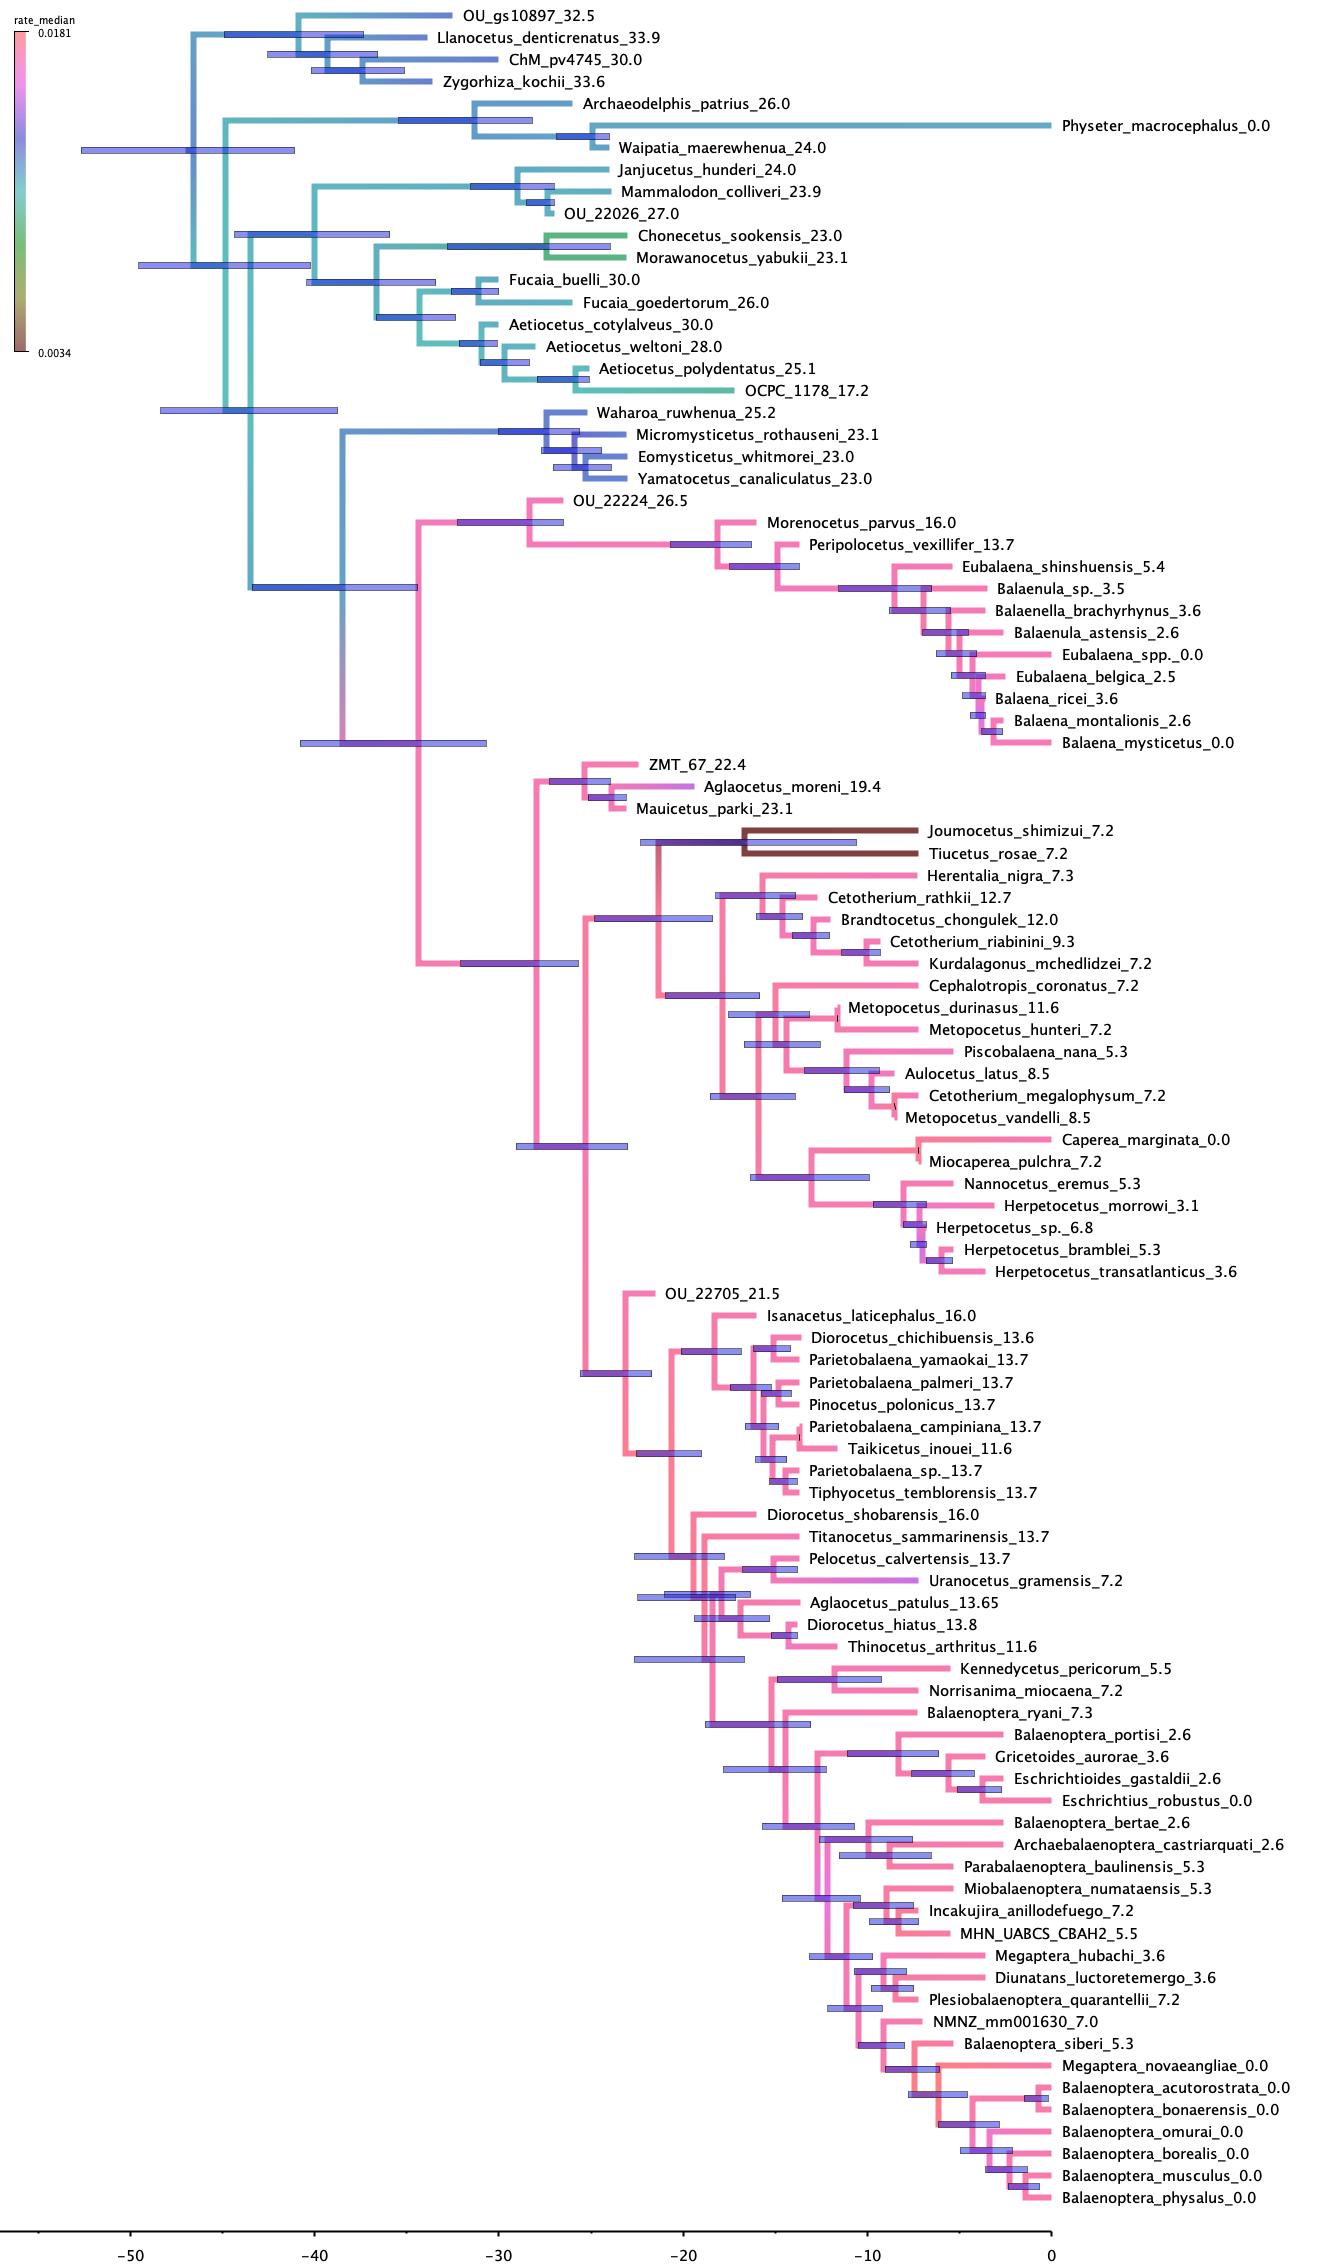 rate_median
0.0181
0.0034
OU_gs10897_32.5
Llanocetus_denticrenatus_33.9
ChM_pv4745_30.0
Zygorhiza_kochii_33.6
Archaeodelphis_patrius_26.0
Physeter_macrocephalus_0.0
Waipatia_maerewhenua_24.0
Janjucetus_hunderi_24.0
Mammalodon_colliveri_23.9
OU_22026_27.0
Chonecetus_sookensis_23.0
Morawanocetus_yabukii_23.1
Fucaia_buelli_30.0
Fucaia_goedertorum_26.0
Aetiocetus_cotylalveus_30.0
Aetiocetus_weltoni_28.0
Aetiocetus_polydentatus_25.1
OCPC_1178_17.2
Waharoa_ruwhenua_25.2
Micromysticetus_rothauseni_23.1
Eomysticetus_whitmorei_23.0
Yamatocetus_canaliculatus_23.0
OU_22224_26.5
Morenocetus_parvus_16.0
Peripolocetus_vexillifer_13.7
Eubalaena_shinshuensis_5.4
Balaenula_sp._3.5
Balaenella_brachyrhynus_3.6
Balaenula_astensis_2.6
Eubalaena_spp._0.0
Eubalaena_belgica_2.5
Balaena_ricei_3.6
Balaena_montalionis_2.6
Balaena_mysticetus_0.0
ZMT_67_22.4
Aglaocetus_moreni_19.4
Mauicetus_parki_23.1
Joumocetus_shimizui_7.2
Tiucetus_rosae_7.2
Herentalia_nigra_7.3
Cetotherium_rathkii_12.7
Brandtocetus_chongulek_12.0
Cetotherium_riabinini_9.3
Kurdalagonus_mchedlidzei_7.2
Cephalotropis_coronatus_7.2
Metopocetus_durinasus_11.6
Metopocetus_hunteri_7.2
Piscobalaena_nana_5.3
Aulocetus_latus_8.5
Cetotherium_megalophysum_7.2
Metopocetus_vandelli_8.5
Caperea_marginata_0.0
Miocaperea_pulchra_7.2
Nannocetus_eremus_5.3
Herpetocetus_morrowi_3.1
Herpetocetus_sp._6.8
Herpetocetus_bramblei_5.3
Herpetocetus_transatlanticus_3.6
OU_22705_21.5
Isanacetus_laticephalus_16.0
Diorocetus_chichibuensis_13.6
Parietobalaena_yamaokai_13.7
Parietobalaena_palmeri_13.7
Pinocetus_polonicus_13.7
Parietobalaena_campiniana_13.7
Taikicetus_inouei_11.6
Parietobalaena_sp._13.7
Tiphyocetus_temblorensis_13.7
Diorocetus_shobarensis_16.0
Titanocetus_sammarinensis_13.7
Pelocetus_calvertensis_13.7
Uranocetus_gramensis_7.2
Aglaocetus_patulus_13.65
Diorocetus_hiatus_13.8
Thinocetus_arthritus_11.6
Kennedycetus_pericorum_5.5
Norrisanima_miocaena_7.2
Balaenoptera_ryani_7.3
Balaenoptera_portisi_2.6
Gricetoides_aurorae_3.6
Eschrichtioides_gastaldii_2.6
Eschrichtius_robustus_0.0
Balaenoptera_bertae_2.6
Archaebalaenoptera_castriarquati_2.6
Parabalaenoptera_baulinensis_5.3
Miobalaenoptera_numataensis_5.3
Incakujira_anillodefuego_7.2
MHN_UABCS_CBAH2_5.5
Megaptera_hubachi_3.6
Diunatans_luctoretemergo_3.6
Plesiobalaenoptera_quarantellii_7.2
NMNZ_mm001630_7.0
Balaenoptera_siberi_5.3
Megaptera_novaeangliae_0.0
Balaenoptera_acutorostrata_0.0
Balaenoptera_bonaerensis_0.0
Balaenoptera_omurai_0.0
Balaenoptera_borealis_0.0
Balaenoptera_musculus_0.0
Balaenoptera_physalus_0.0
-50 -40 -30 -20 -10 0